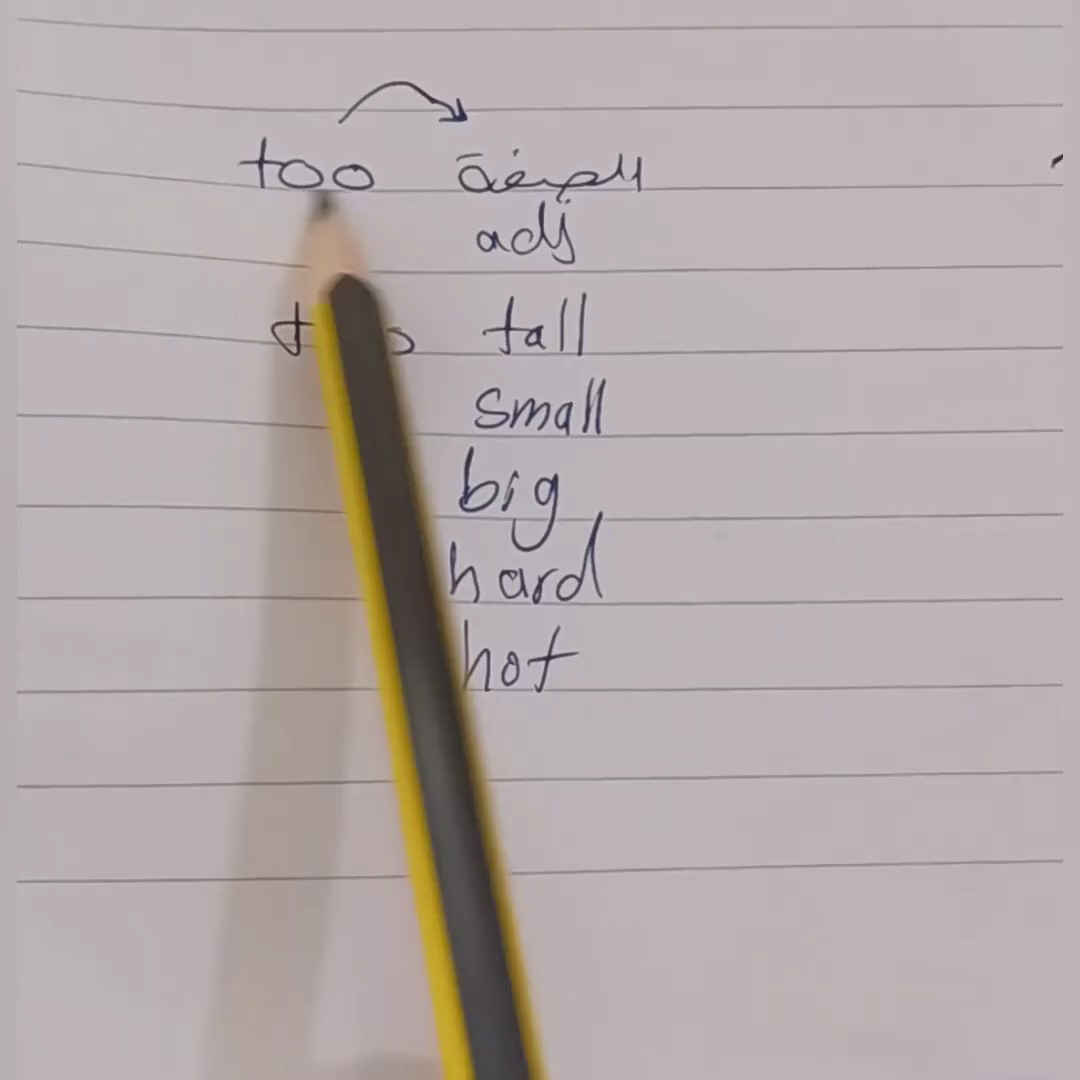 too الصفة
adj
tall
small
big
hard
hot